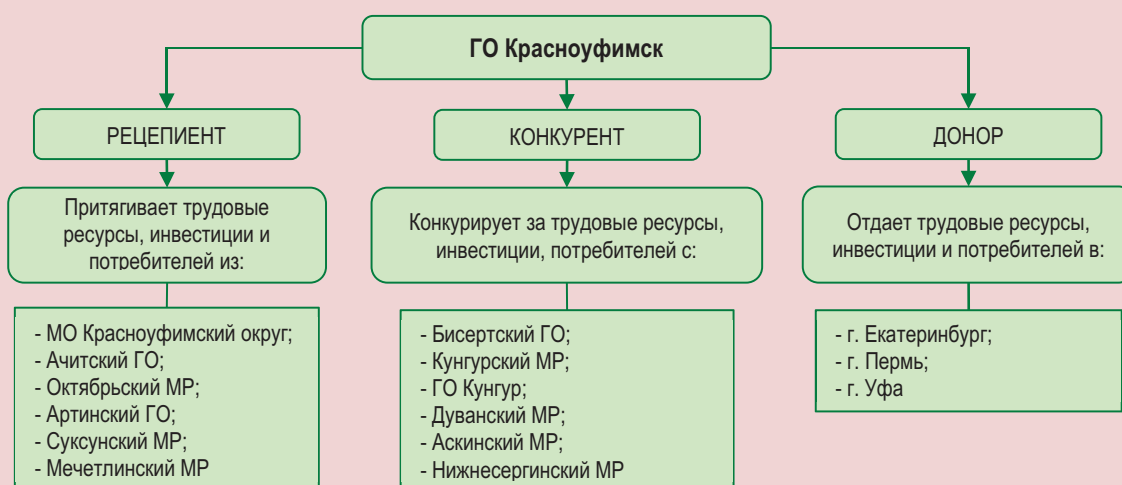 ГО Красноуфимск
РЕЦЕПИЕНТ
Притягивает трудовые
ресурсы, инвестиции и
потребителей из:
- МО Красноуфимский округ;
- Ачитский ГО;
- Октябрьский МР;
- Артинский ГО;
- Суксунский МР;
- Мечетлинский МР
КОНКУРЕНТ
Конкурирует за трудовые ресурсы,
инвестиции, потребителей с:
- Бисертский ГО;
- Кунгурский МР;
- ГО Кунгур;
- Дуванский МР;
- Аскинский МР;
- Нижнесергинский МР
ДОНОР
Отдает трудовые ресурсы,
инвестиции и потребителей в:
- г. Екатеринбург;
- г. Пермь;
- г. Уфа